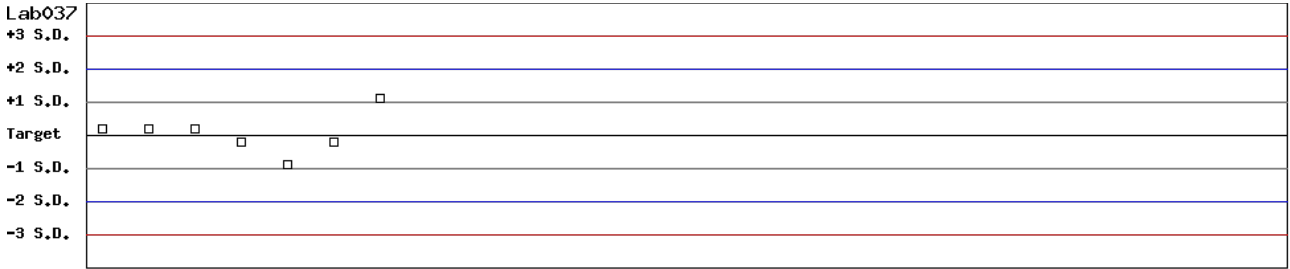 Lab037
+3 S.D.
+2 S.D.
+1 S.D.
Target
-1 S.D.
-2 S.D.
-3 S.D.